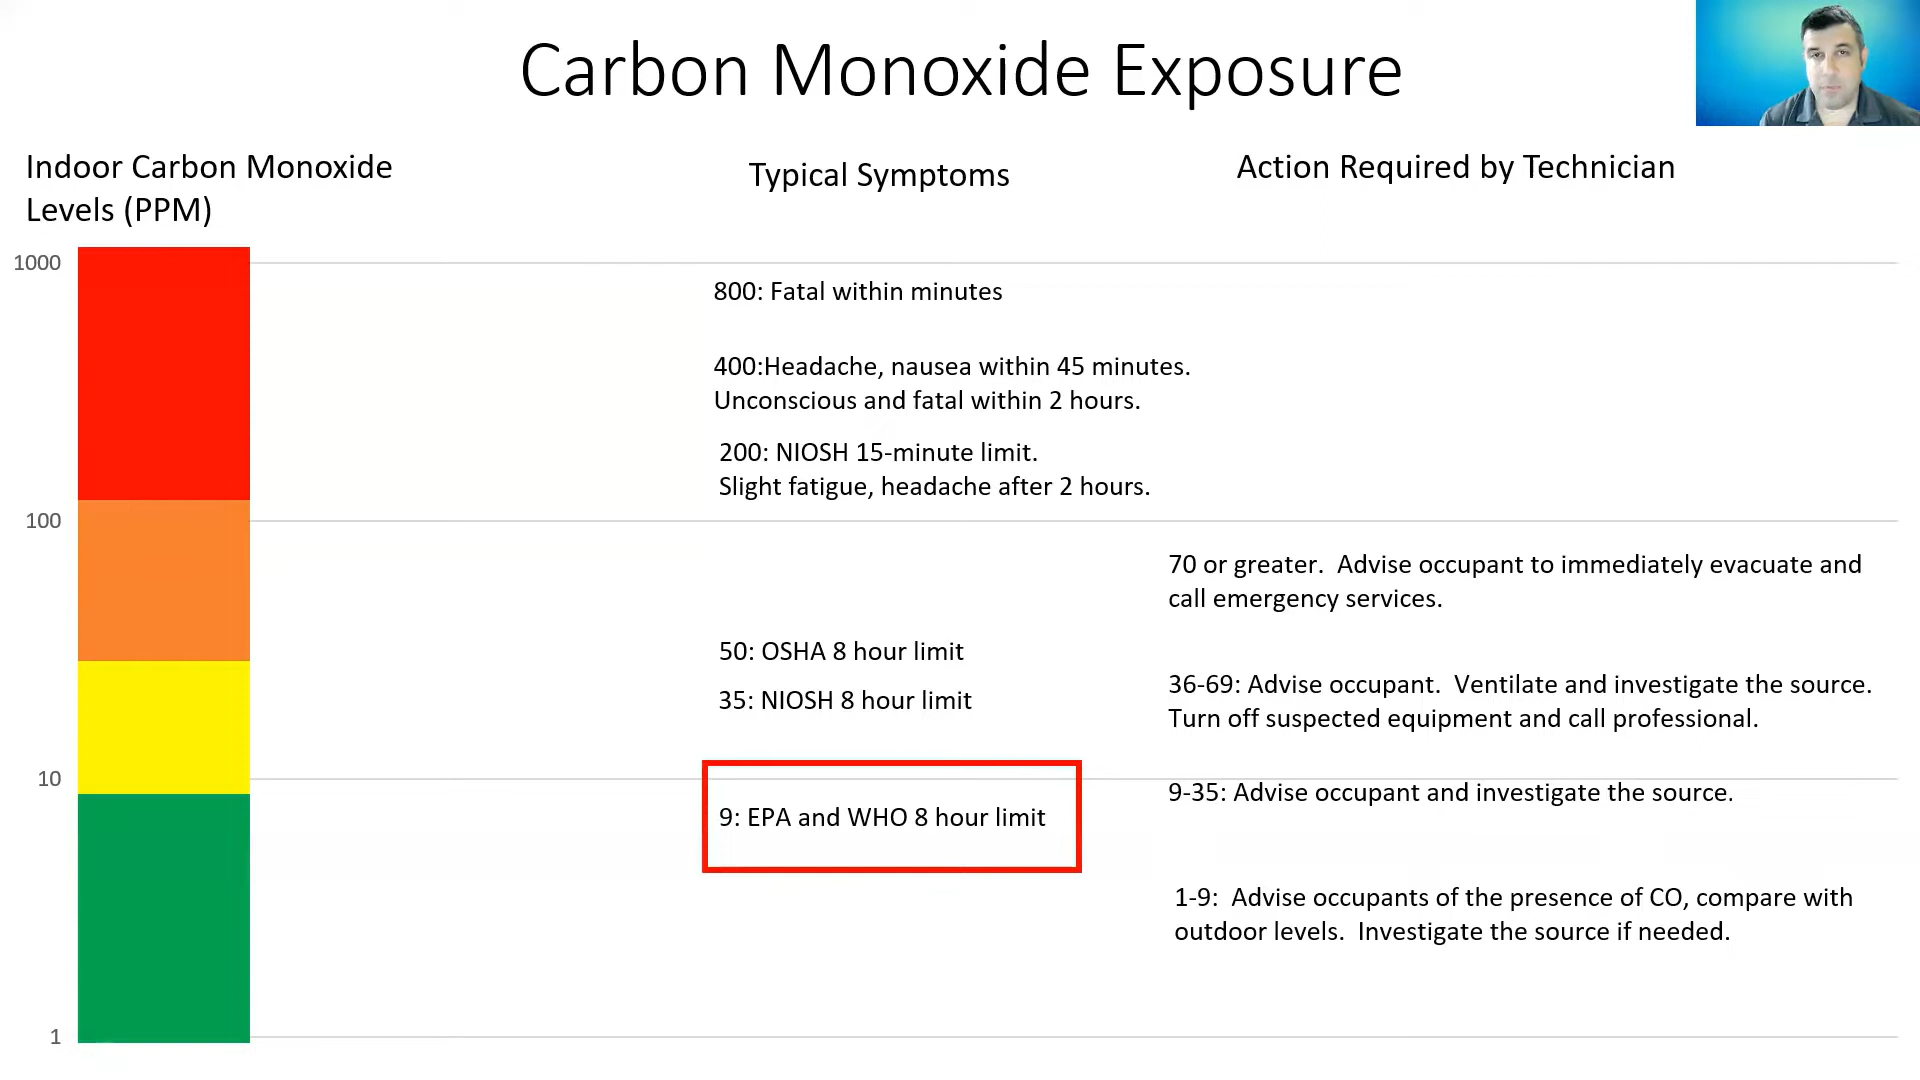 Carbon Monoxide Exposure
Indoor Carbon Monoxide
Levels (PPM)
Typical Symptoms
Action Required by Technician
1000
800: Fatal within minutes
400:Headache, nausea within 45 minutes.
Unconscious and fatal within 2 hours.
200: NIOSH 15-minute limit.
Slight fatigue, headache after 2 hours.
100
70 or greater.  Advise occupant to immediately evacuate and
call emergency services.
50: OSHA 8 hour limit
35: NIOSH 8 hour limit
36-69: Advise occupant.  Ventilate and investigate the source.
Turn off suspected equipment and call professional.
10
9: EPA and WHO 8 hour limit
9-35: Advise occupant and investigate the source.
1-9:  Advise occupants of the presence of CO, compare with
outdoor levels.  Investigate the source if needed.
1